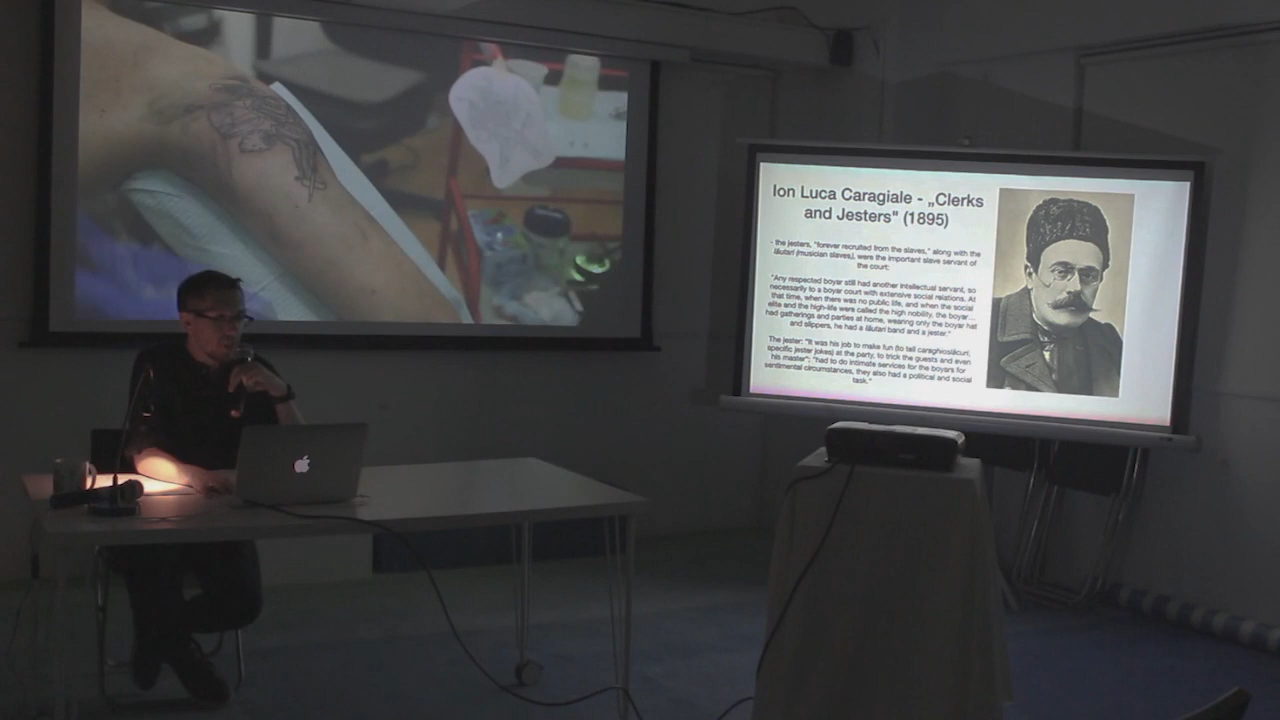 Ion Luca Caragiale - „Clerks
and Jesters" (1895)
- the jesters, "forever recruited from the slaves," along with the
lăutari (musician slaves), were the important slave servant of
the court:
"Any respected boyar still had another intellectual servant, so
necessarily to a boyar court with extensive social relations. At
that time, when there was no public life, and when the social
elite and the high-life were called the high nobility, the boyar...
had gatherings and parties at home, wearing only the boyar hat
and slippers, he had a lăutari band and a jester."
The jester: "It was his job to make fun (to tell caraghioslâcuri,
specific jester jokes) at the party, to trick the guests and even
his master"; "had to do intimate services for the boyars for
sentimental circumstances, they also had a political and social
task."